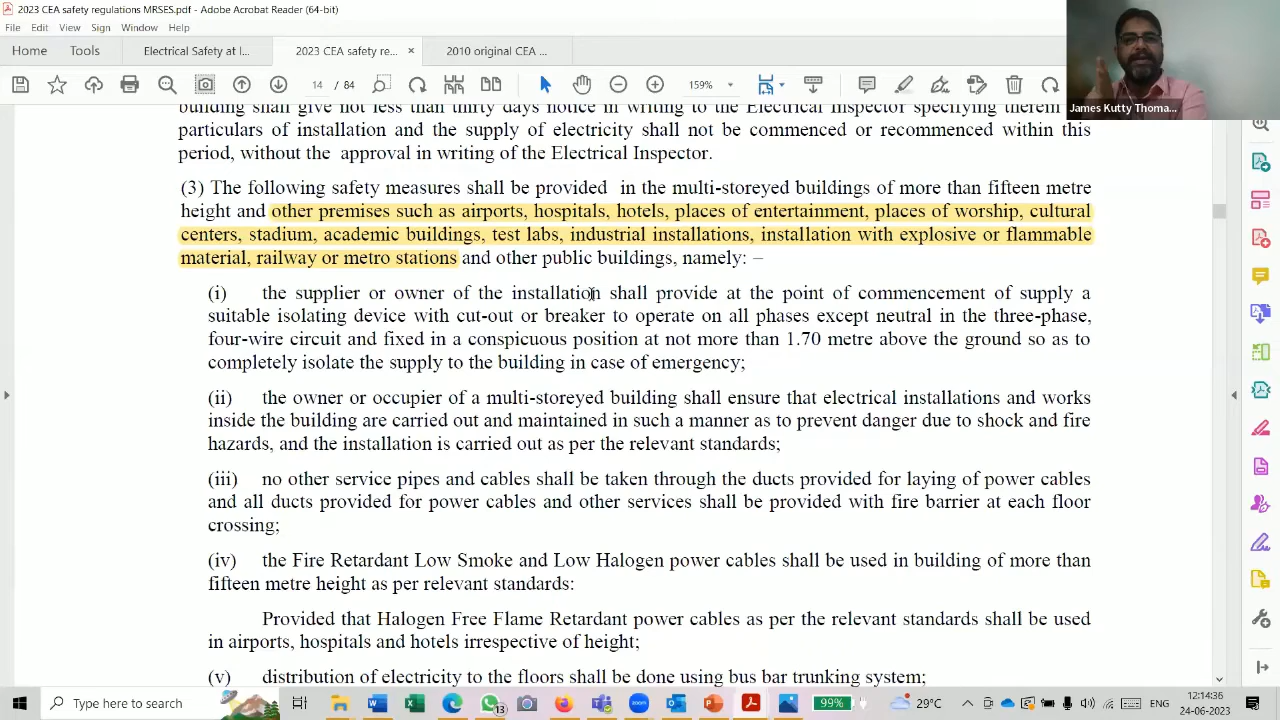 2023 CEA safety regulations MRSES.pdf - Adobe Acrobat Reader (64-bit)
File Edit View Sign Window Help
Home Tools Electrical Safety at I... 2023 CEA safety re... × 2010 original CEA ...
14 / 84 159%
James Kutty Thoma...
building shall give not less than thirty days notice in writing to the Electrical Inspector specifying therein
particulars of installation and the supply of electricity shall not be commenced or recommenced within this
period, without the approval in writing of the Electrical Inspector.
(3) The following safety measures shall be provided in the multi-storeyed buildings of more than fifteen metre
height and other premises such as airports, hospitals, hotels, places of entertainment, places of worship, cultural
centers, stadium, academic buildings, test labs, industrial installations, installation with explosive or flammable
material, railway or metro stations and other public buildings, namely: –
(i) the supplier or owner of the installation shall provide at the point of commencement of supply a
suitable isolating device with cut-out or breaker to operate on all phases except neutral in the three-phase,
four-wire circuit and fixed in a conspicuous position at not more than 1.70 metre above the ground so as to
completely isolate the supply to the building in case of emergency;
(ii) the owner or occupier of a multi-storeyed building shall ensure that electrical installations and works
inside the building are carried out and maintained in such a manner as to prevent danger due to shock and fire
hazards, and the installation is carried out as per the relevant standards;
(iii) no other service pipes and cables shall be taken through the ducts provided for laying of power cables
and all ducts provided for power cables and other services shall be provided with fire barrier at each floor
crossing;
(iv) the Fire Retardant Low Smoke and Low Halogen power cables shall be used in building of more than
fifteen metre height as per relevant standards:
Provided that Halogen Free Flame Retardant power cables as per the relevant standards shall be used
in airports, hospitals and hotels irrespective of height;
(v) distribution of electricity to the floors shall be done using bus bar trunking system;
Type here to search
13
99%
29°C
ENG
12:14:36
24-06-2023